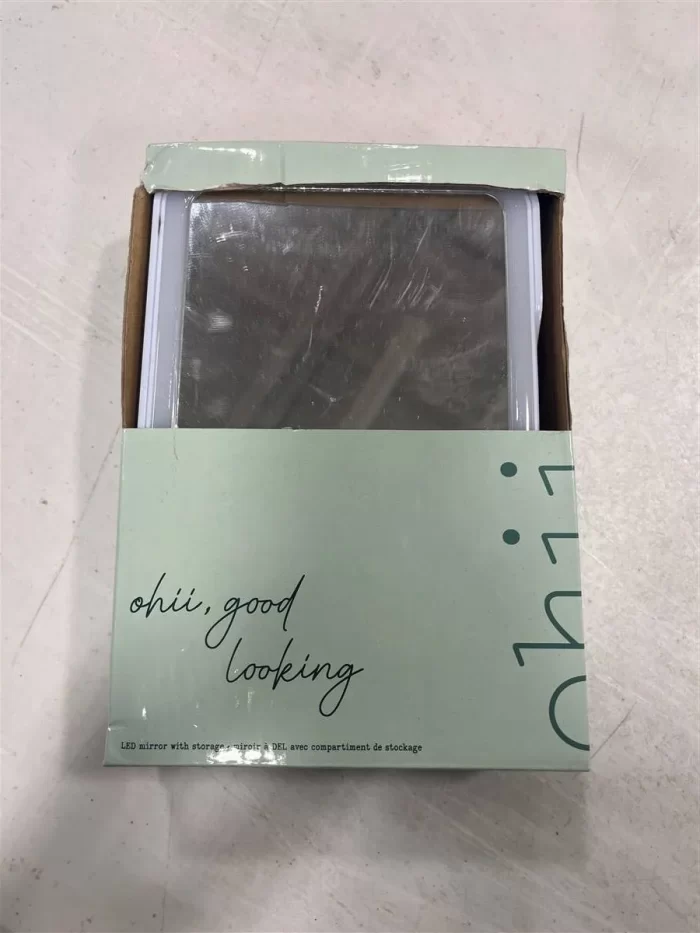 ohii, good
looking
LED mirror with storage • miroir à DEL avec compartiment de stockage
ohii